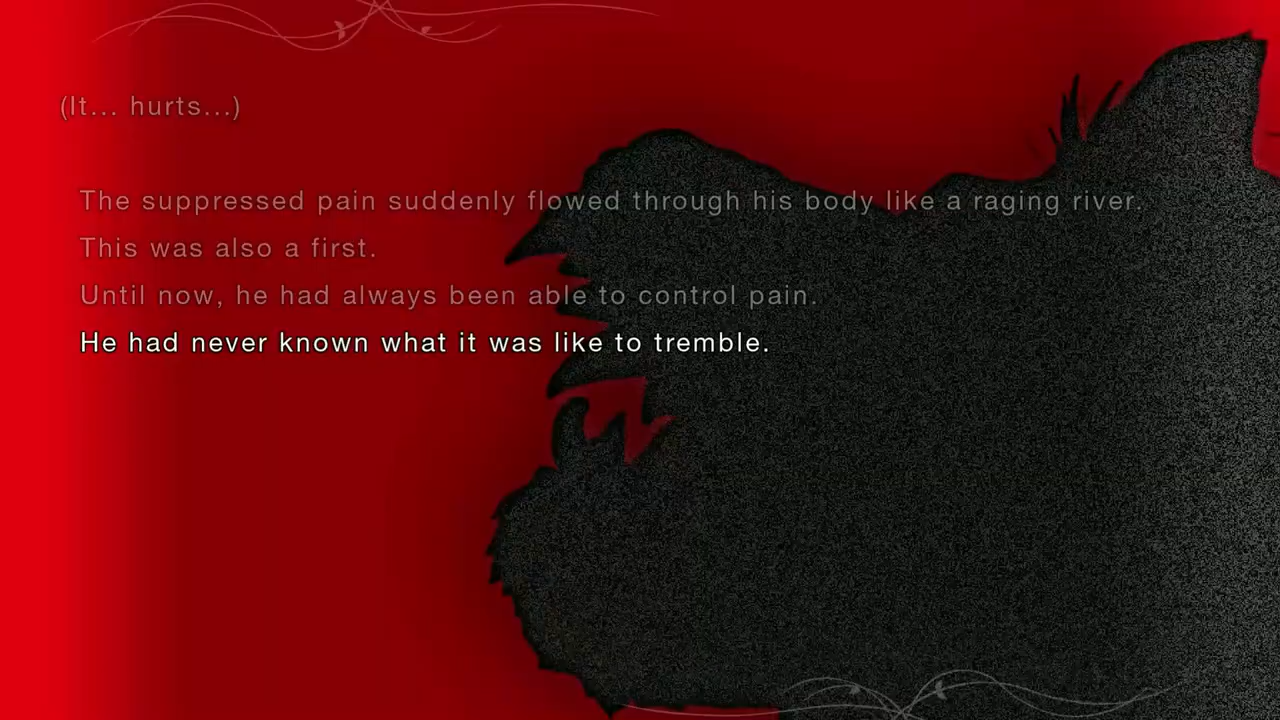 (It... hurts...)
The suppressed pain suddenly flowed through his body like a raging river.
This was also a first.
Until now, he had always been able to control pain.
He had never known what it was like to tremble.